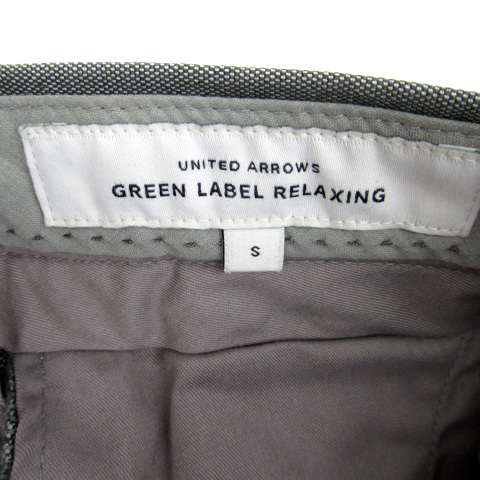 UNITED ARROWS
GREEN LABEL RELAXING
S